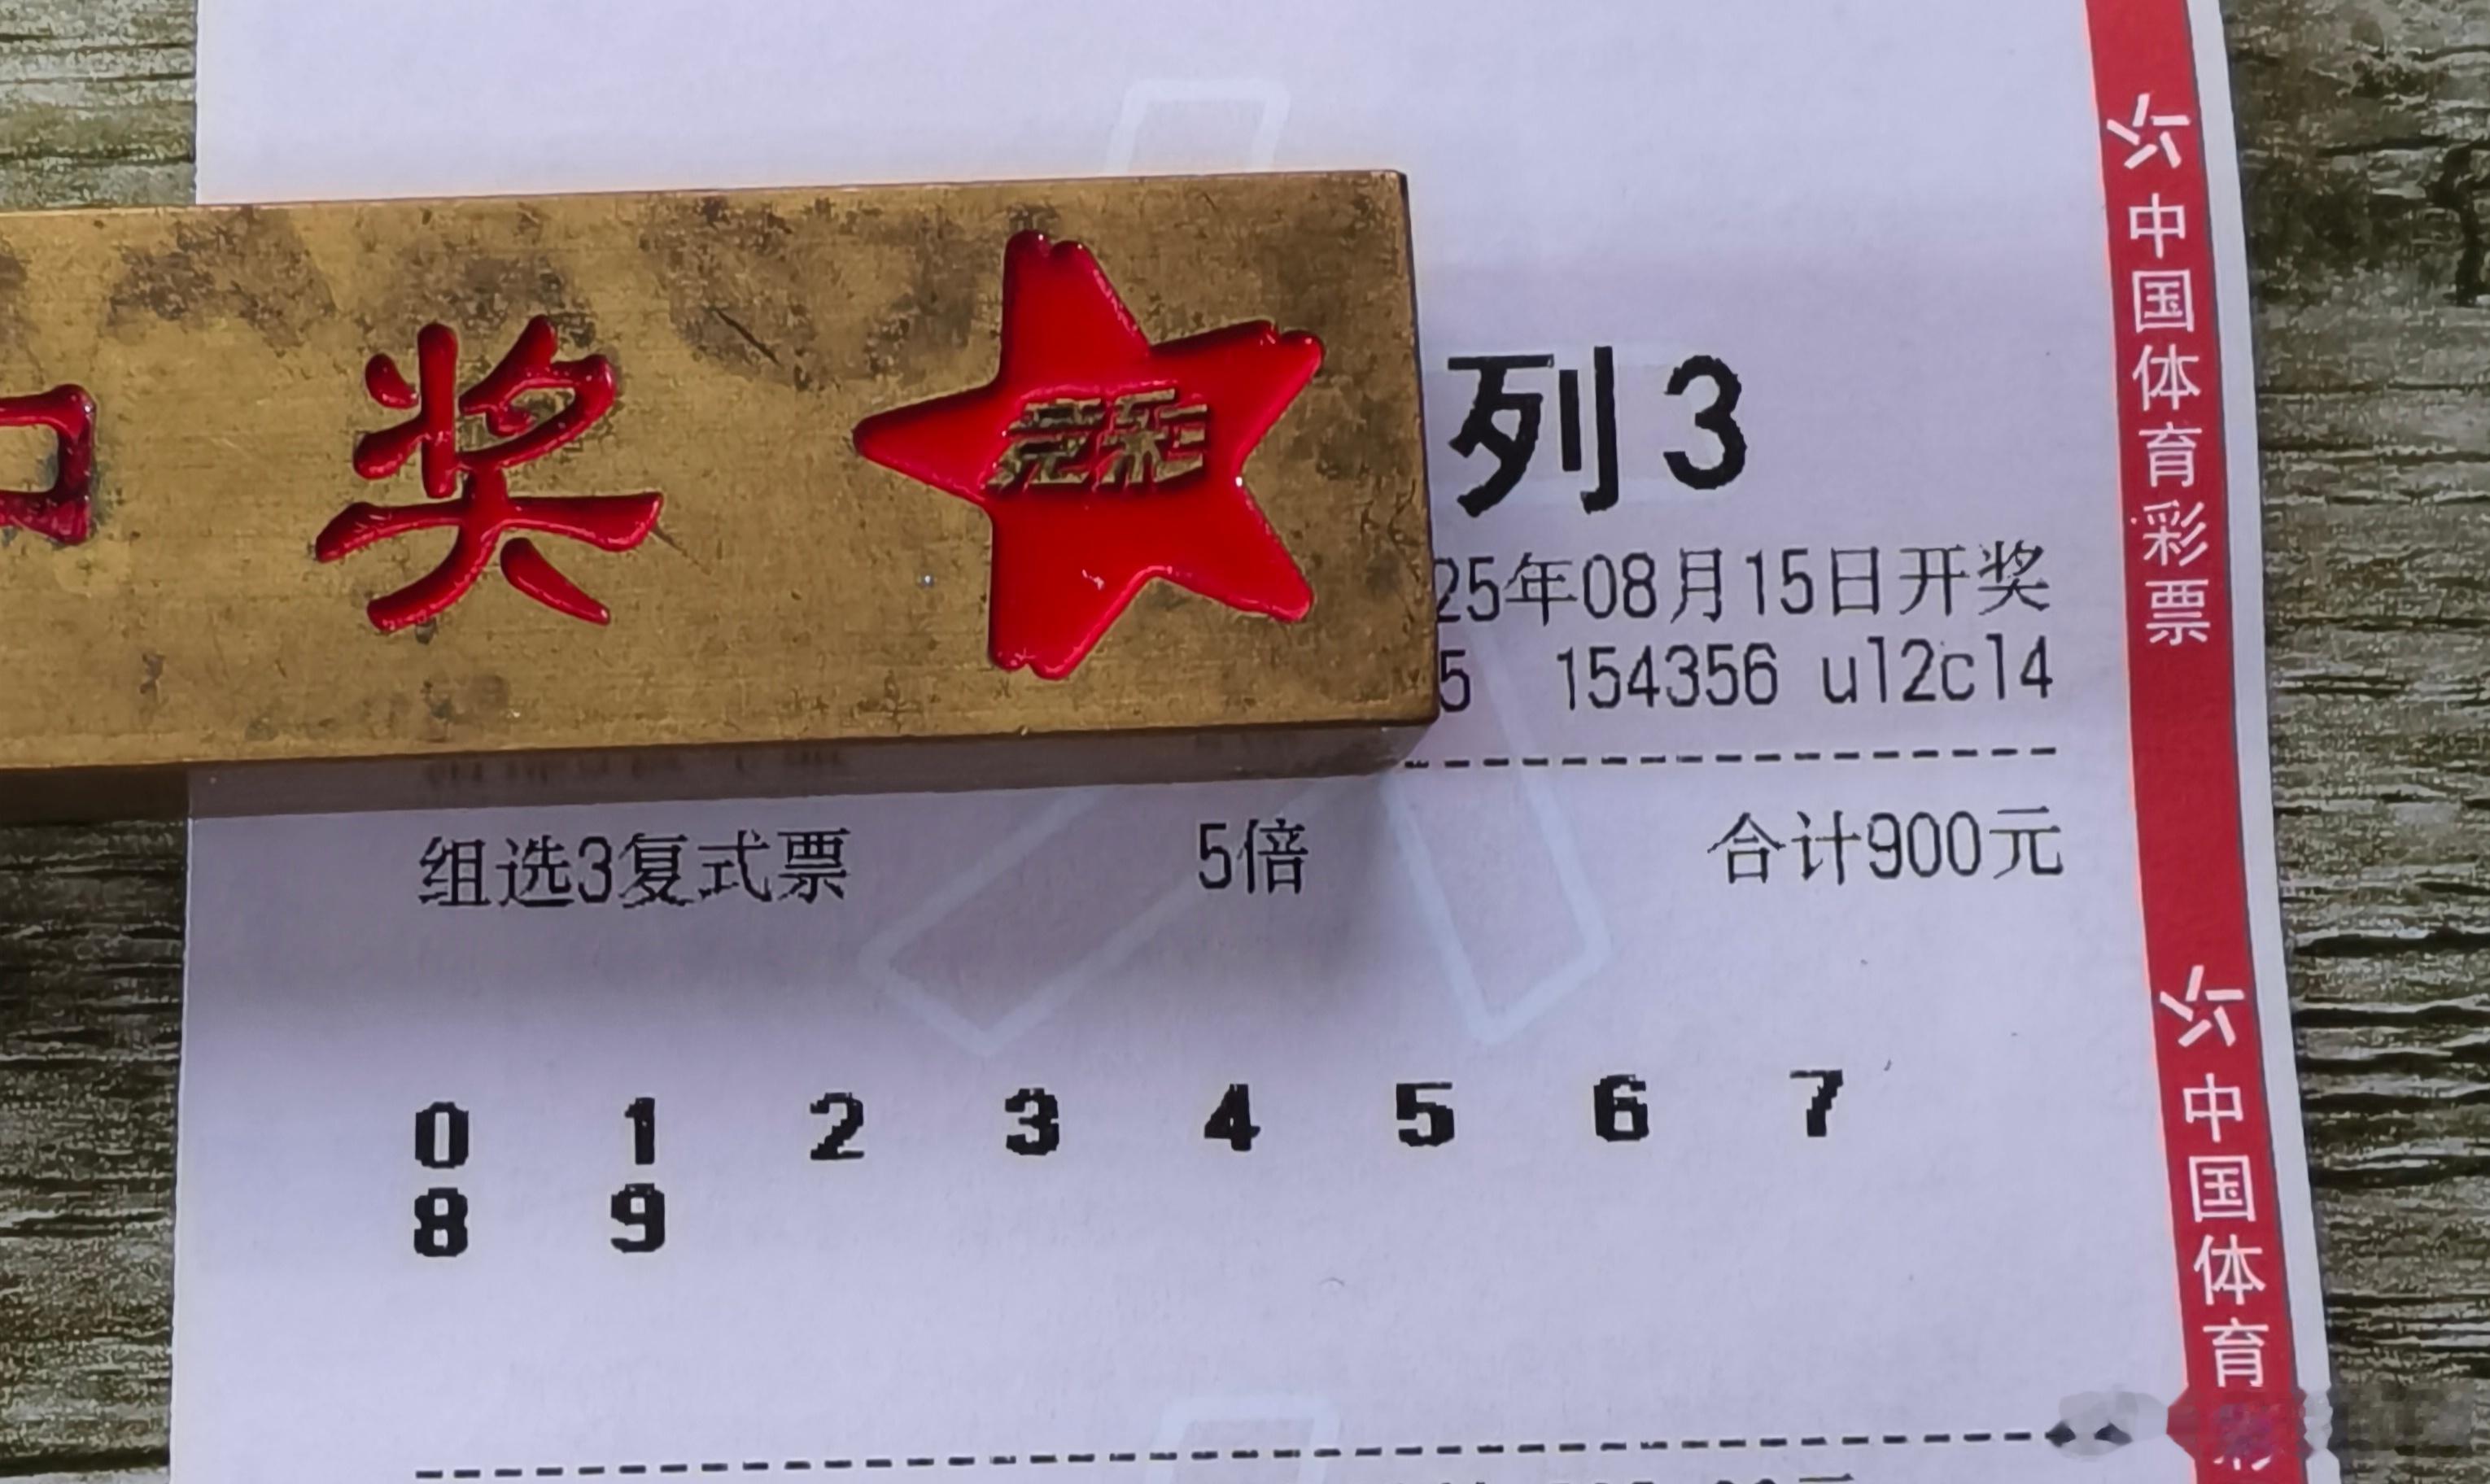 奖
竞彩
列3
25年08月15日开奖
5 154356 ul2cl4
组选3复式票 5倍 合计900元
0 1 2 3 4 5 6 7
8 9
中国体育彩票
中国体育彩